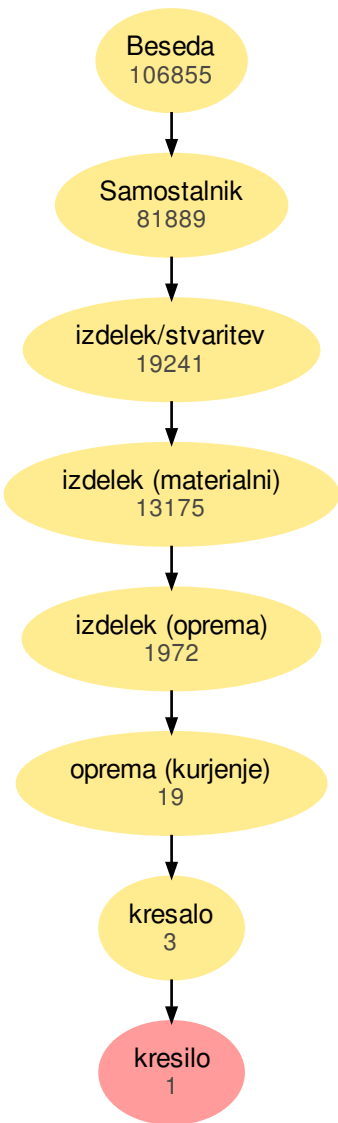 Beseda
106855
Samostalnik
81889
izdelek/stvaritev
19241
izdelek (materialni)
13175
izdelek (oprema)
1972
oprema (kurjenje)
19
kresalo
3
kresilo
1